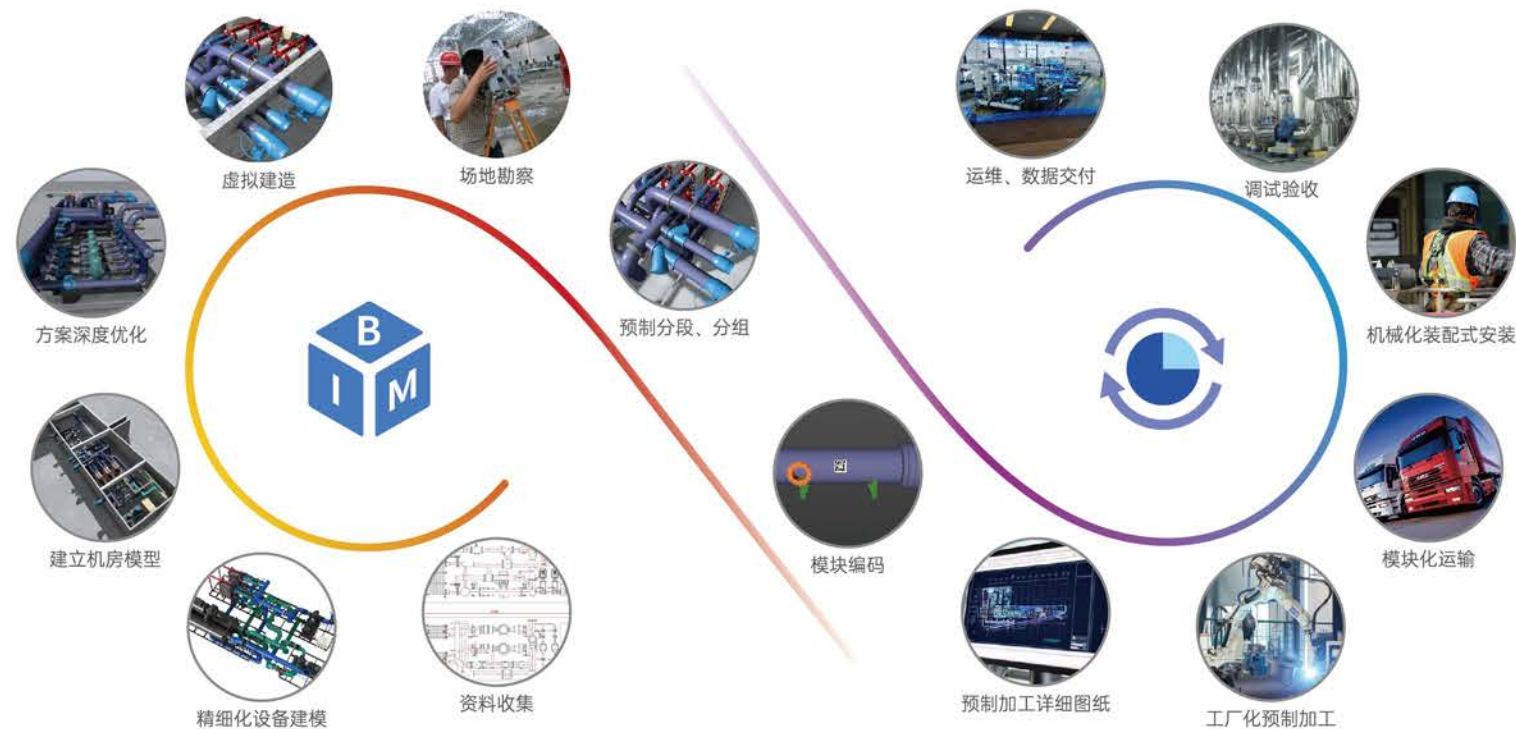 虚拟建造
场地勘察
运维、数据交付
调试验收
方案深度优化
预制分段、分组
机械化装配式安装
B
I
M
建立机房模型
模块编码
模块化运输
精细化设备建模
资料收集
预制加工详细图纸
工厂化预制加工